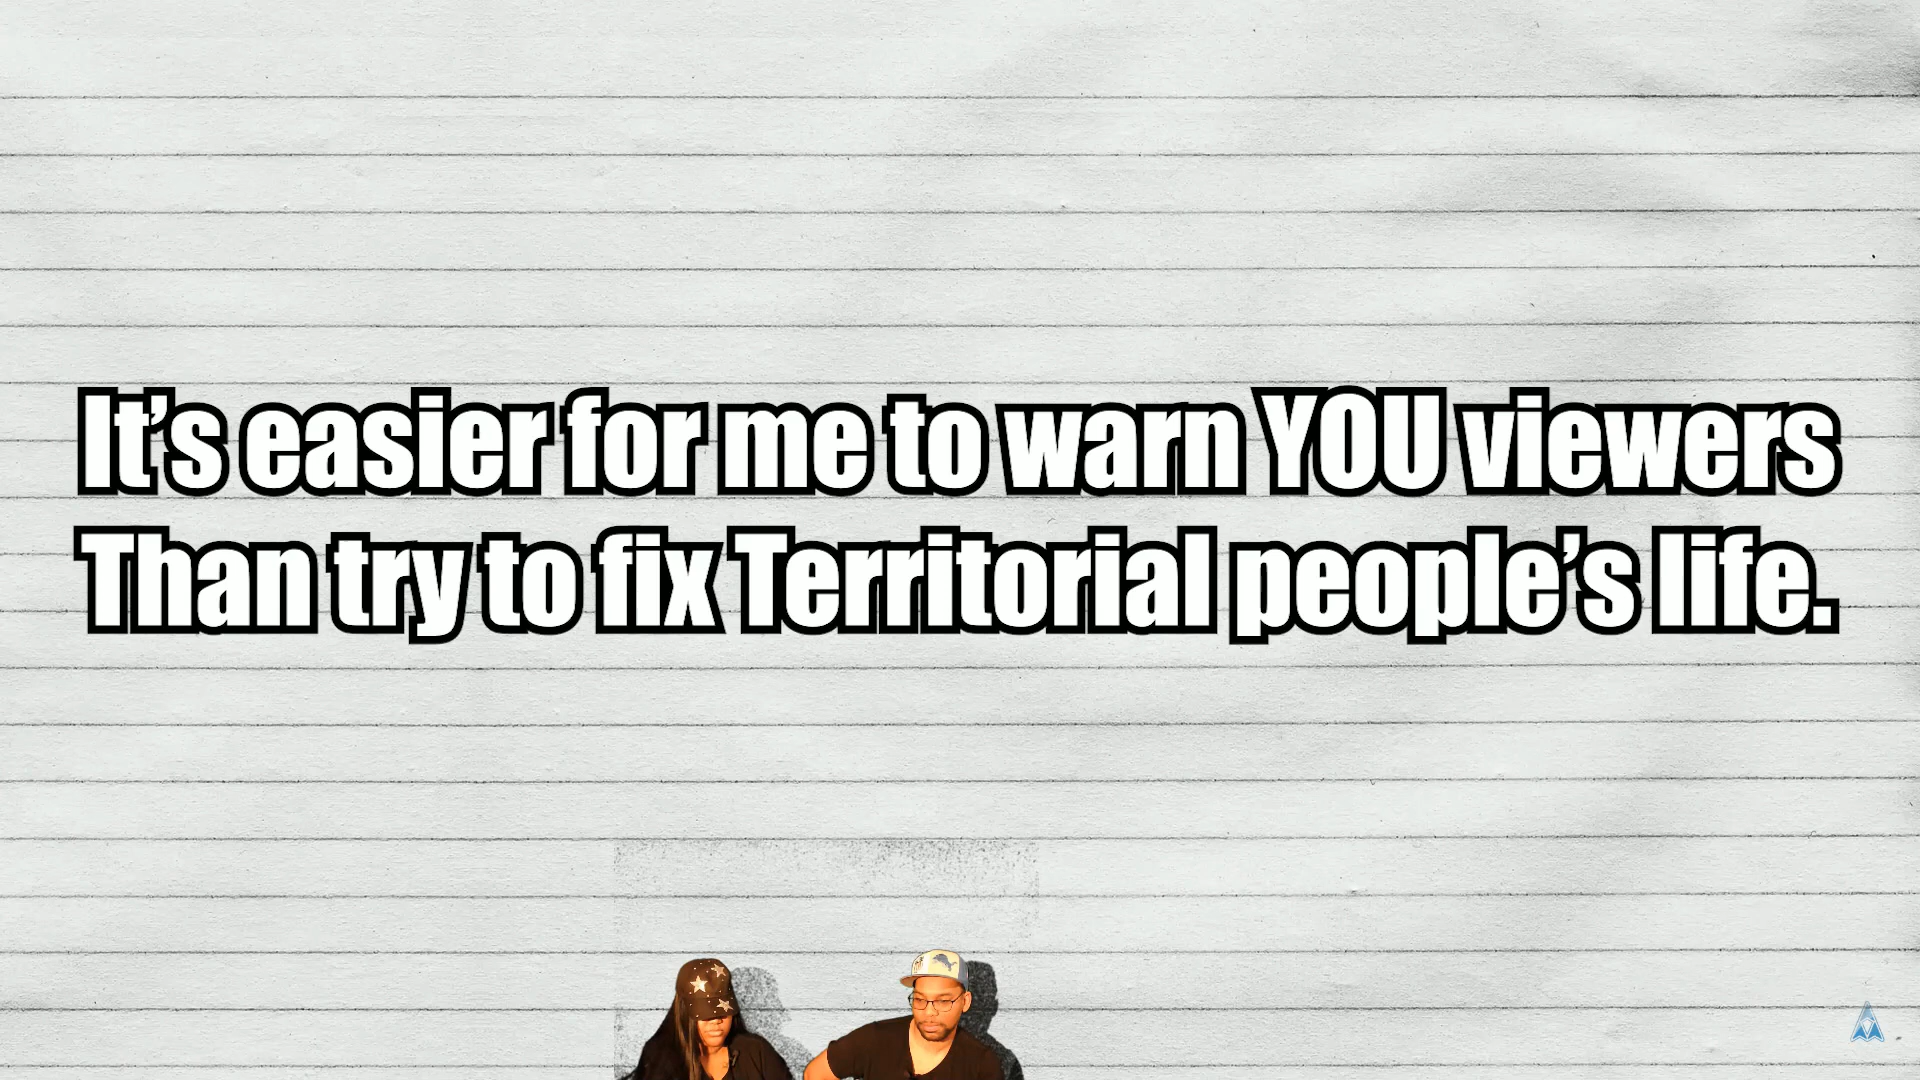 It’s easier for me to warn YOU viewers
Than try to fix Territorial people’s life.